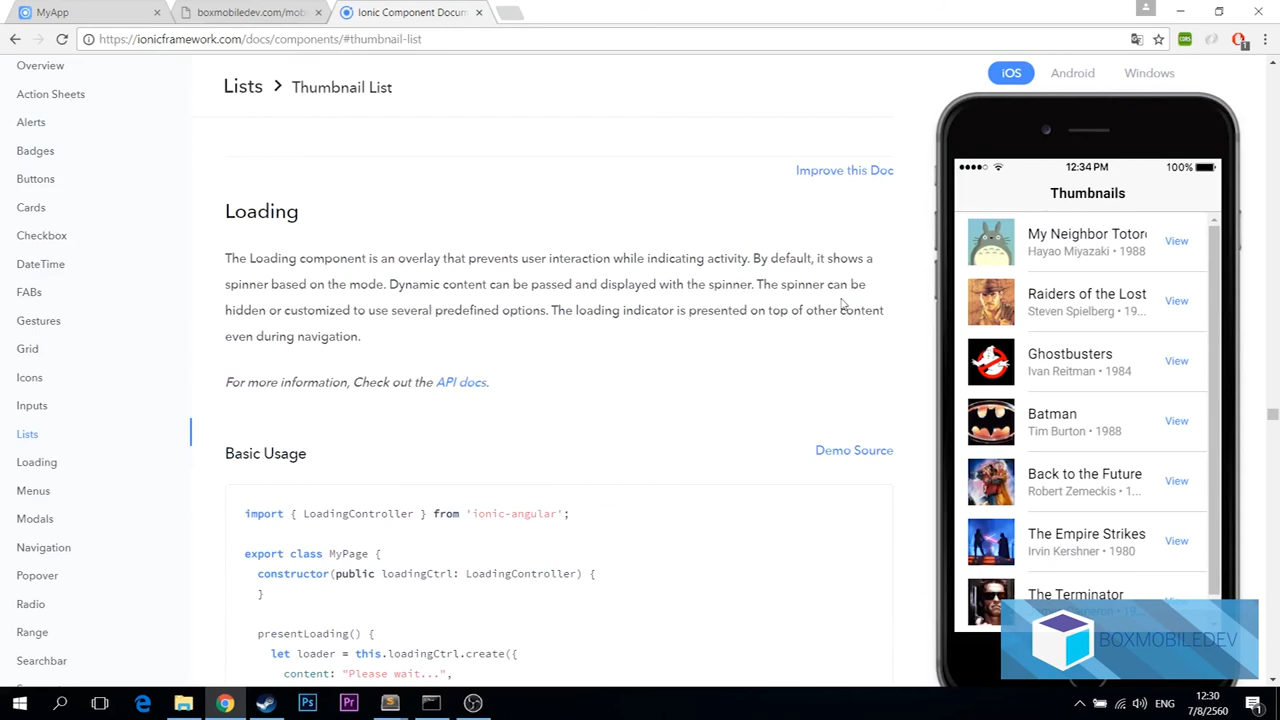 MyApp
boxmobiledev.com/mob
Ionic Component Docum
https://ionicframework.com/docs/components/#thumbnail-list
CORS
1
Overview
Action Sheets
Alerts
Badges
Buttons
Cards
Checkbox
DateTime
FABs
Gestures
Grid
Icons
Inputs
Lists
Loading
Menus
Modals
Navigation
Popover
Radio
Range
Searchbar
Lists > Thumbnail List
Improve this Doc
Loading
The Loading component is an overlay that prevents user interaction while indicating activity. By default, it shows a
spinner based on the mode. Dynamic content can be passed and displayed with the spinner. The spinner can be
hidden or customized to use several predefined options. The loading indicator is presented on top of other content
even during navigation.
For more information, Check out the API docs.
Basic Usage
Demo Source
import { LoadingController } from 'ionic-angular';
export class MyPage {
constructor(public loadingCtrl: LoadingController) {
}
presentLoading() {
let loader = this.loadingCtrl.create({
content: "Please wait...",
iOS Android Windows
12:34 PM 100%
Thumbnails
My Neighbor Totoro
Hayao Miyazaki • 1988
View
Raiders of the Lost
Steven Spielberg • 19...
View
Ghostbusters
Ivan Reitman • 1984
View
Batman
Tim Burton • 1988
View
Back to the Future
Robert Zemeckis • 1...
View
The Empire Strikes
Irvin Kershner • 1980
View
The Terminator
BOXMOBILEDEV
Ps
Pr
S
ENG
12:30
7/8/2560
1